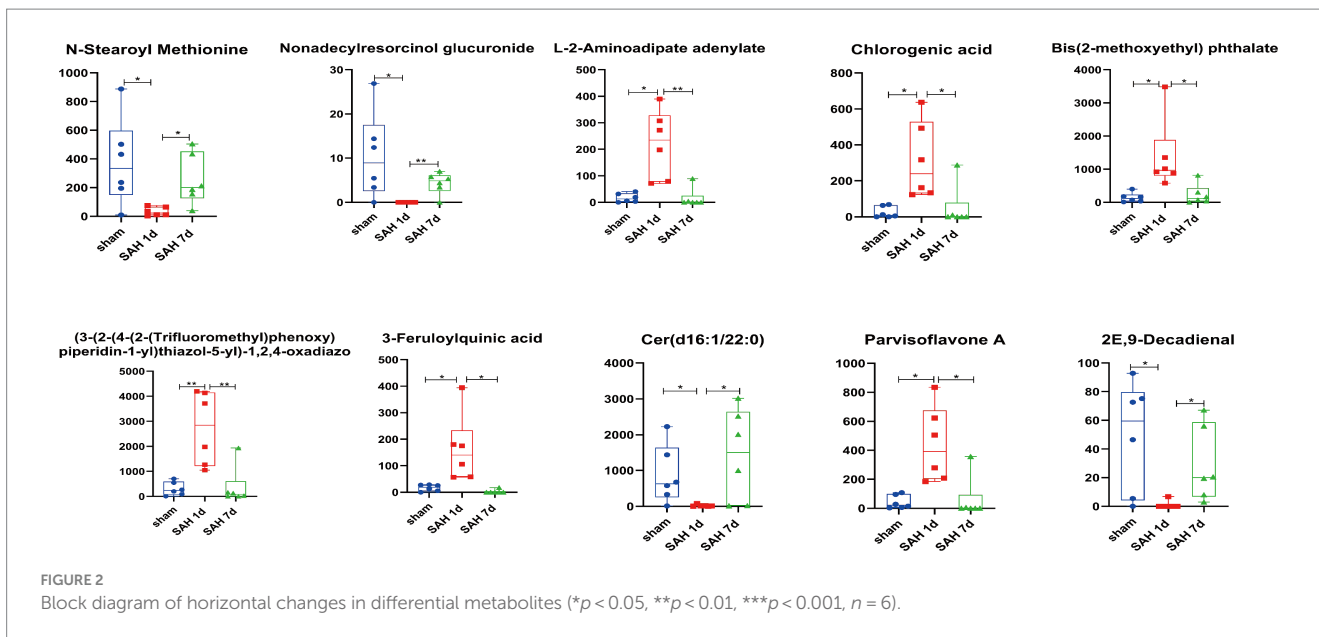 N-Stearoyl Methionine
1000
800
600
400
200
0
*
*
sham
SAH 1d
SAH 7d
Nonadecylresorcinol glucuronide
30
20
10
0
*
**
sham
SAH 1d
SAH 7d
L-2-Aminoadipate adenylate
500
400
300
200
100
0
*
**
sham
SAH 1d
SAH 7d
Chlorogenic acid
800
600
400
200
0
*
*
sham
SAH 1d
SAH 7d
Bis(2-methoxyethyl) phthalate
4000
3000
2000
1000
0
*
*
sham
SAH 1d
SAH 7d
(3-(2-(4-(2-(Trifluoromethyl)phenoxy)
piperidin-1-yl)thiazol-5-yl)-1,2,4-oxadiazo
5000
4000
3000
2000
1000
0
**
**
sham
SAH 1d
SAH 7d
3-Feruloylquinic acid
500
400
300
200
100
0
*
*
sham
SAH 1d
SAH 7d
Cer(d16:1/22:0)
4000
3000
2000
1000
0
*
*
sham
SAH 1d
SAH 7d
Parvisoflavone A
1000
800
600
400
200
0
*
*
sham
SAH 1d
SAH 7d
2E,9-Decadienal
100
80
60
40
20
0
*
*
sham
SAH 1d
SAH 7d
FIGURE 2
Block diagram of horizontal changes in differential metabolites (*p < 0.05, **p < 0.01, ***p < 0.001, n = 6).